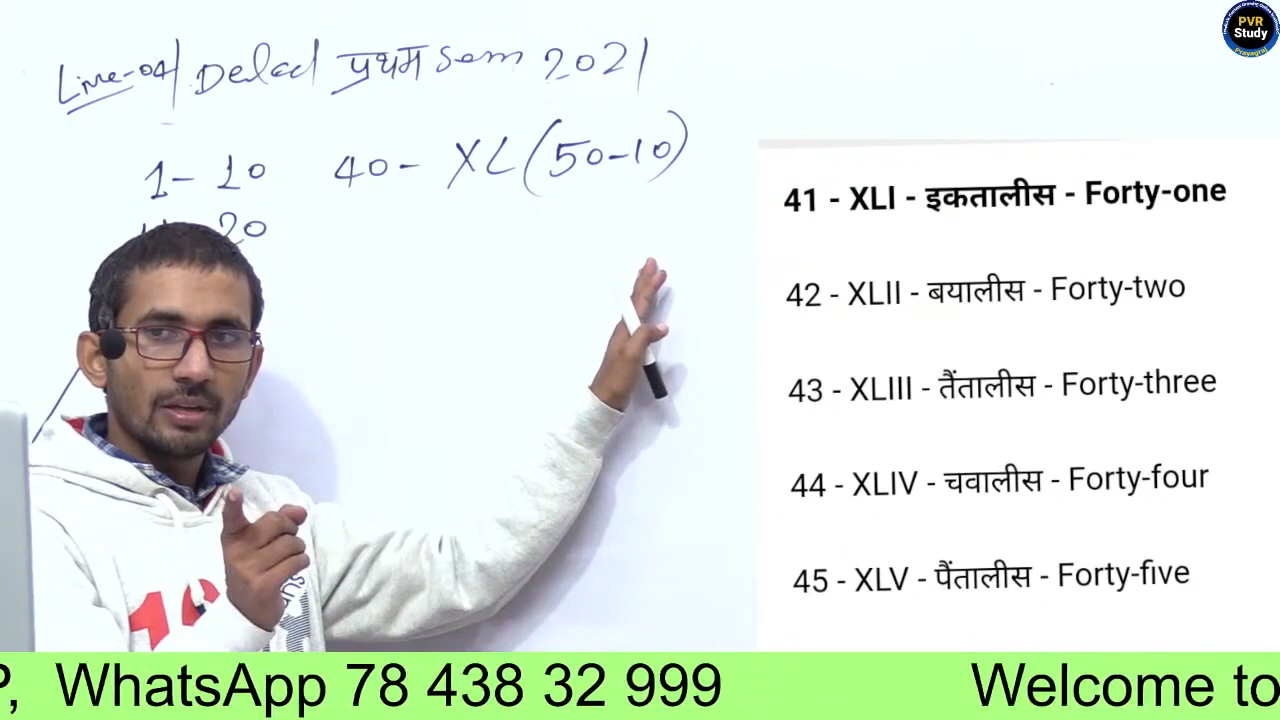 Live-04/ Deled प्रथम Sem 2021
1 - 10 40 - XL (50-10)
20
41 - XLI - इकतालीस - Forty-one
42 - XLII - बयालीस - Forty-two
43 - XLIII - तैंतालीस - Forty-three
44 - XLIV - चवालीस - Forty-four
45 - XLV - पैंतालीस - Forty-five
PVR
Study
Prayagraj
P, WhatsApp 78 438 32 999 Welcome to